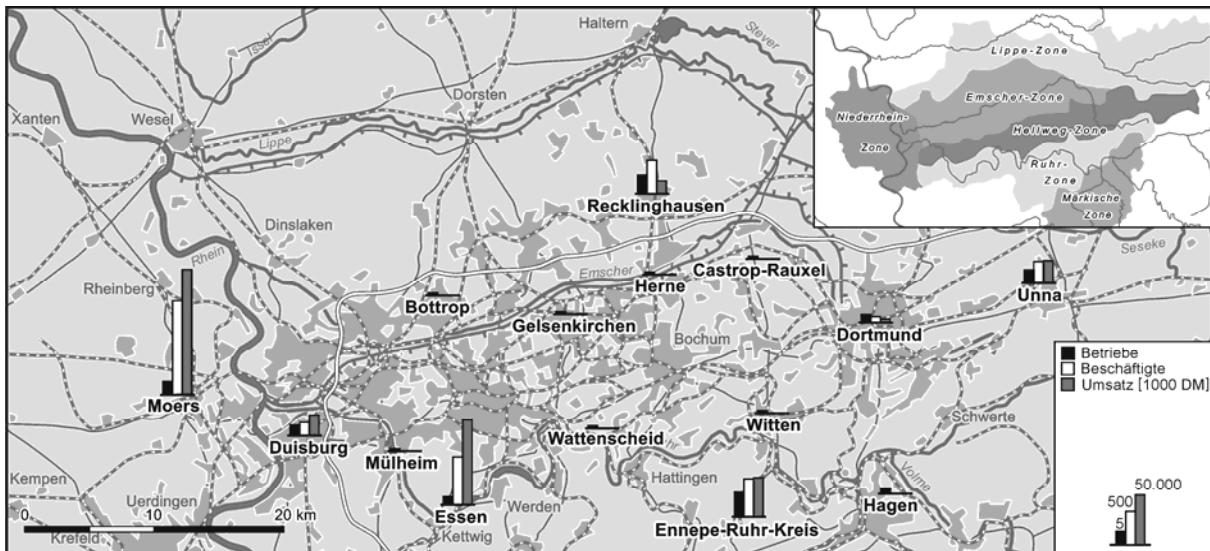 Haltern
Stever
Issel
Dorsten
Xanten
Wesel
Lippe
Recklinghausen
Dinslaken
Rhein
Emscher
Castrop-Rauxel
Herne
Rheinberg
Bottrop
Gelsenkirchen
Bochum
Dortmund
Unna
Seseke
Moers
Duisburg
Mülheim
Wattenscheid
Witten
Schwerte
Hattingen
Volme
Kempen
Uerdingen
Essen
Werden
Ennepe-Ruhr-Kreis
Hagen
0 10 20 km
Krefeld
Kettwig
Lippe-Zone
Emscher-Zone
Niederrhein-
Zone
Hellweg-Zone
Ruhr-
Zone
Märkische
Zone
Betriebe
Beschäftigte
Umsatz [1000 DM]
50.000
500
5